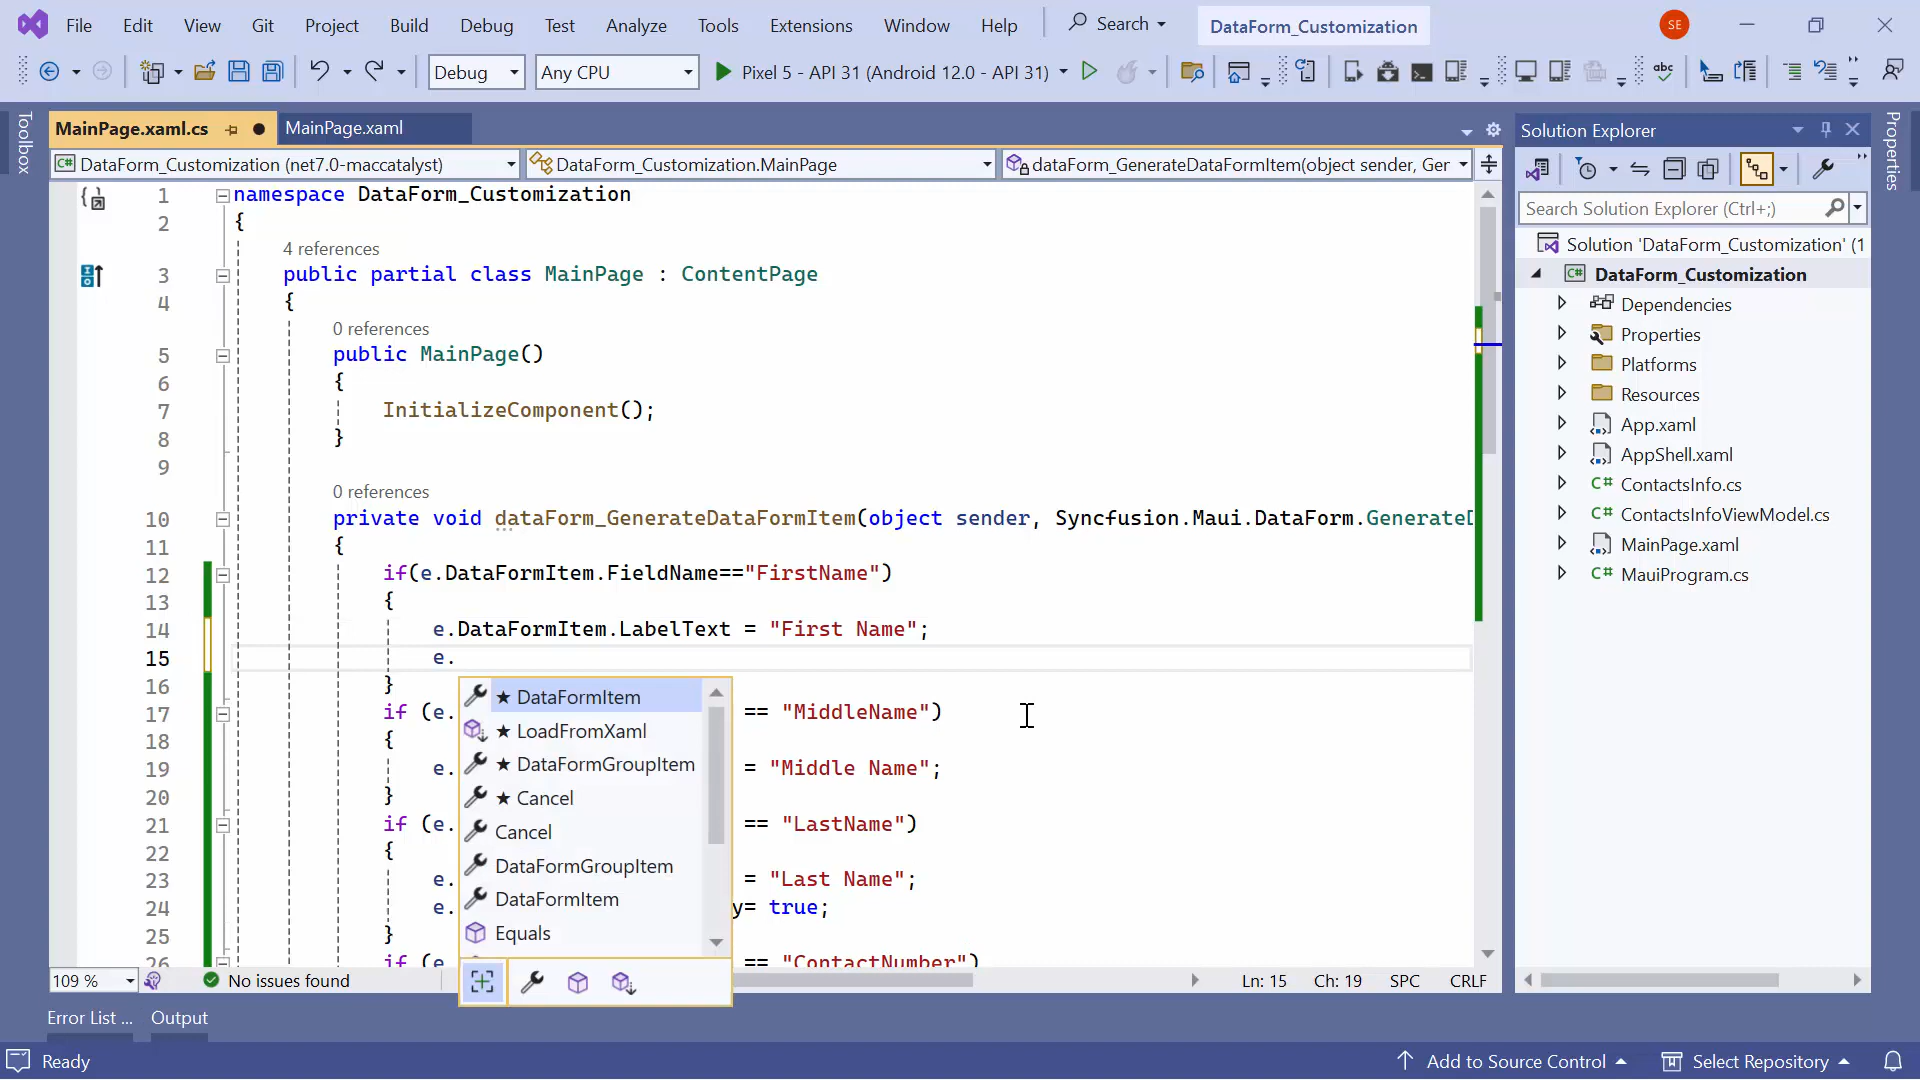 File Edit View Git Project Build Debug Test Analyze Tools Extensions Window Help Search DataForm_Customization SE
Debug Any CPU Pixel 5 - API 31 (Android 12.0 - API 31)
Toolbox
MainPage.xaml.cs MainPage.xaml
DataForm_Customization (net7.0-maccatalyst) DataForm_Customization.MainPage dataForm_GenerateDataFormItem(object sender, Ger
1 namespace DataForm_Customization
2 {
4 references
3 public partial class MainPage : ContentPage
4 {
0 references
5 public MainPage()
6 {
7 InitializeComponent();
8 }
9
0 references
10 private void dataForm_GenerateDataFormItem(object sender, Syncfusion.Maui.DataForm.GenerateD
11 {
12 if(e.DataFormItem.FieldName=="FirstName")
13 {
14 e.DataFormItem.LabelText = "First Name";
15 e.
16 }
17 if (e. == "MiddleName")
18 {
19 e. = "Middle Name";
20 }
21 if (e. == "LastName")
22 {
23 e. = "Last Name";
24 e. y= true;
25 }
26 if (e == "ContactNumber")
★ DataFormItem
★ LoadFromXaml
★ DataFormGroupItem
★ Cancel
Cancel
DataFormGroupItem
DataFormItem
Equals
109 % No issues found Ln: 15 Ch: 19 SPC CRLF
Solution Explorer
Search Solution Explorer (Ctrl+;)
Solution 'DataForm_Customization' (1
DataForm_Customization
Dependencies
Properties
Platforms
Resources
App.xaml
AppShell.xaml
ContactsInfo.cs
ContactsInfoViewModel.cs
MainPage.xaml
MauiProgram.cs
Properties
Error List ... Output
Ready Add to Source Control Select Repository